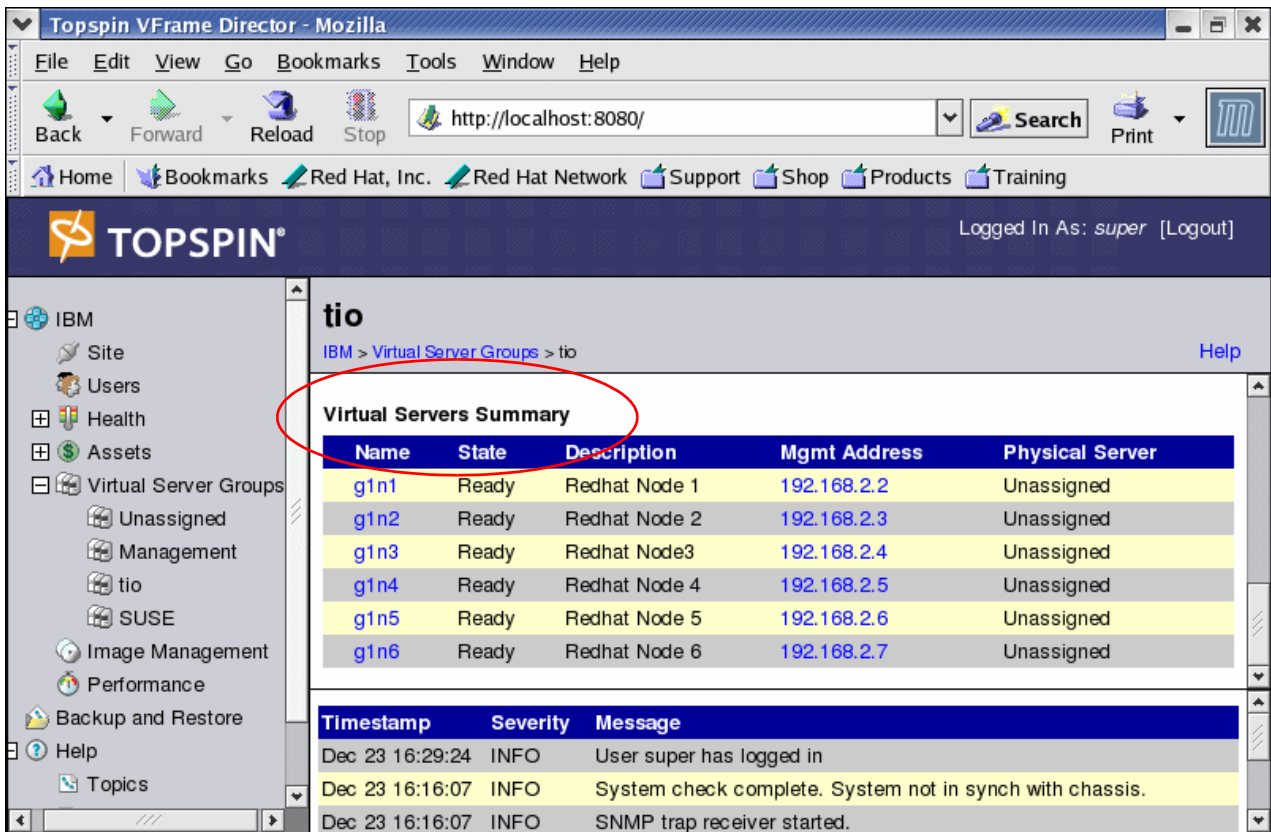 Topspin VFrame Director - Mozilla
File Edit View Go Bookmarks Tools Window Help
Back Forward Reload Stop http://localhost:8080/ Search Print
Home Bookmarks Red Hat, Inc. Red Hat Network Support Shop Products Training
TOPSPIN®
Logged In As: super [Logout]
IBM
Site
Users
Health
Assets
Virtual Server Groups
Unassigned
Management
tio
SUSE
Image Management
Performance
Backup and Restore
Help
Topics
tio
IBM > Virtual Server Groups > tio Help
Virtual Servers Summary
Name State Description Mgmt Address Physical Server
g1n1 Ready Redhat Node 1 192.168.2.2 Unassigned
g1n2 Ready Redhat Node 2 192.168.2.3 Unassigned
g1n3 Ready Redhat Node3 192.168.2.4 Unassigned
g1n4 Ready Redhat Node 4 192.168.2.5 Unassigned
g1n5 Ready Redhat Node 5 192.168.2.6 Unassigned
g1n6 Ready Redhat Node 6 192.168.2.7 Unassigned
Timestamp Severity Message
Dec 23 16:29:24 INFO User super has logged in
Dec 23 16:16:07 INFO System check complete. System not in synch with chassis.
Dec 23 16:16:07 INFO SNMP trap receiver started.